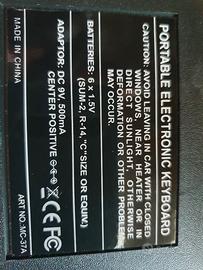 PORTABLE ELECTRONIC KEYBOARD
CAUTION: AVOID LEAVING IN CAR WITH CLOSED
WINDOWS, NEAR HEATER OR IN
DIRECT SUNLIGHT, OTHERWISE
DEFORMATION OR OTHER PROBLEM
MAY OCCUR.
BATTERIES: 6 x 1.5V
(SUM-2, R-14, "C" SIZE OR EQUIV.)
ADAPTOR: DC 9V, 500mA
CENTER POSITIVE
CE FC
MADE IN CHINA
ART NO.:MC-37A